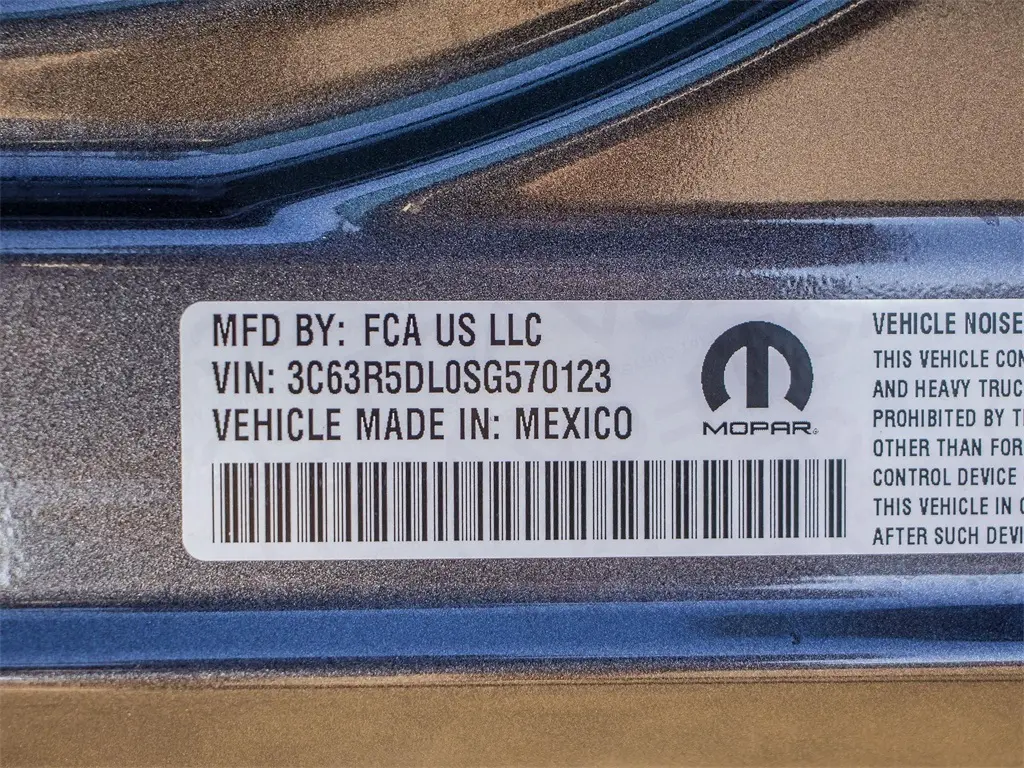 MFD BY: FCA US LLC
VIN: 3C63R5DL0SG570123
VEHICLE MADE IN: MEXICO
MOPAR®
VEHICLE NOISE
THIS VEHICLE CON
AND HEAVY TRUC
PROHIBITED BY TH
OTHER THAN FOR
CONTROL DEVICE
THIS VEHICLE IN
AFTER SUCH DEVI